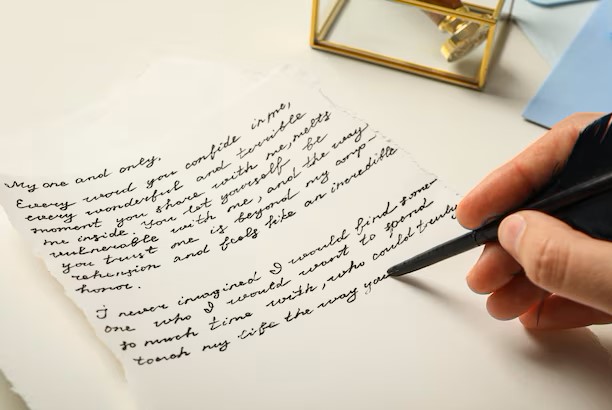 My one and only.
Every word you confide in me,
every wonderful and terrible
moment you share with me, melts
me inside. You let yourself be
vulnerable with me, and the way
you trust me is beyond my comp-
rehension and feels like an incredible
honor.
I never imagined I would find some-
one who I would want to spend
so much time with, who could truly
touch my life the way you